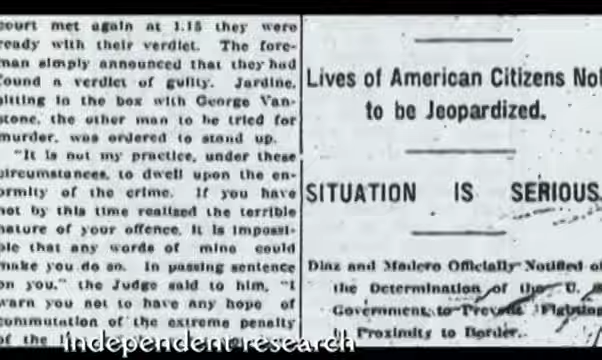 court met again at 1.15 they were
ready with their verdict. The fore-
man simply announced that they had
found a verdict of guilty. Jardine,
sitting in the box with George Van-
stone, the other man to be tried for
murder, was ordered to stand up.
"It is not my practice, under these
circumstances, to dwell upon the en-
ormity of the crime. If you have
not by this time realized the terrible
nature of your offence, it is impossi-
ble that any words of mine could
make you do so. In passing sentence
on you," the Judge said to him, "I
warn you not to have any hope of
commutation of the extreme penalty
of the
Lives of American Citizens Not
to be Jeopardized.
SITUATION IS SERIOUS.
Diaz and Madero Officially Notified of
the Determination of the U. S.
Government to Prevent Fighting
in Proximity to Border.
independent research